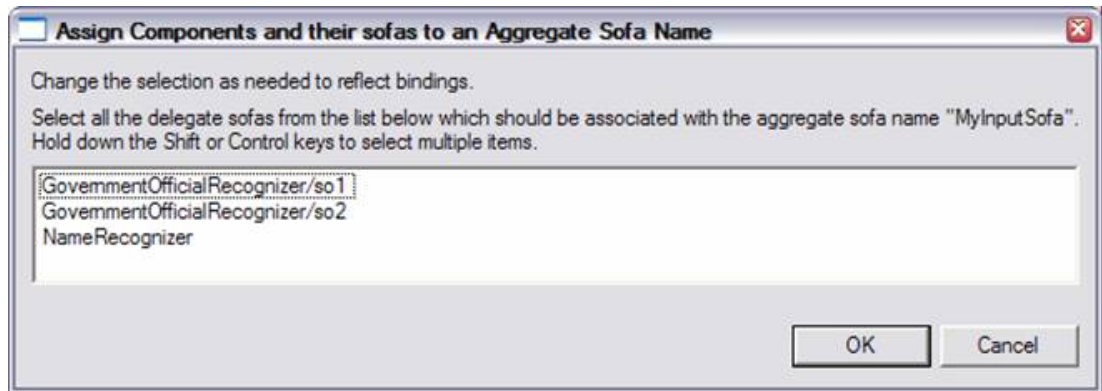 Assign Components and their sofas to an Aggregate Sofa Name
Change the selection as needed to reflect bindings.
Select all the delegate sofas from the list below which should be associated with the aggregate sofa name "MyInputSofa".
Hold down the Shift or Control keys to select multiple items.
GovernmentOfficialRecognizer/so1
GovernmentOfficialRecognizer/so2
NameRecognizer
OK
Cancel